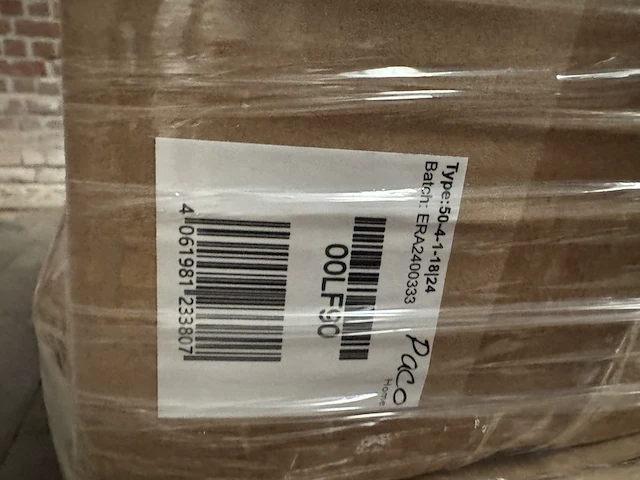 Type:50-4-1-18|24
Batch: ERA2400333
Paco
Home
00LF90
4 061981 233807